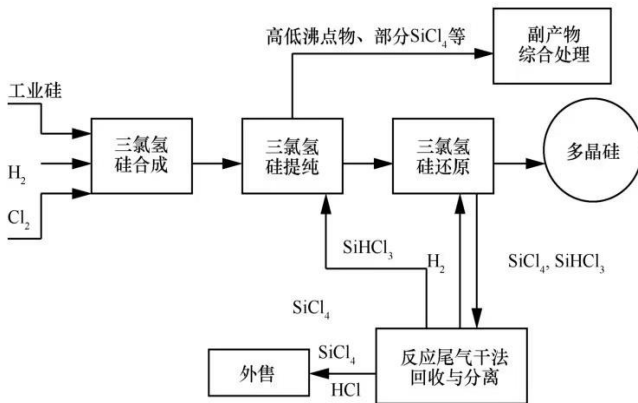 高低沸点物、部分SiCl₄等
副产物
综合处理
工业硅
H₂
Cl₂
三氯氢
硅合成
三氯氢
硅提纯
三氯氢
硅还原
多晶硅
SiHCl₃
H₂
SiCl₄, SiHCl₃
SiCl₄
外售
SiCl₄
HCl
反应尾气干法
回收与分离